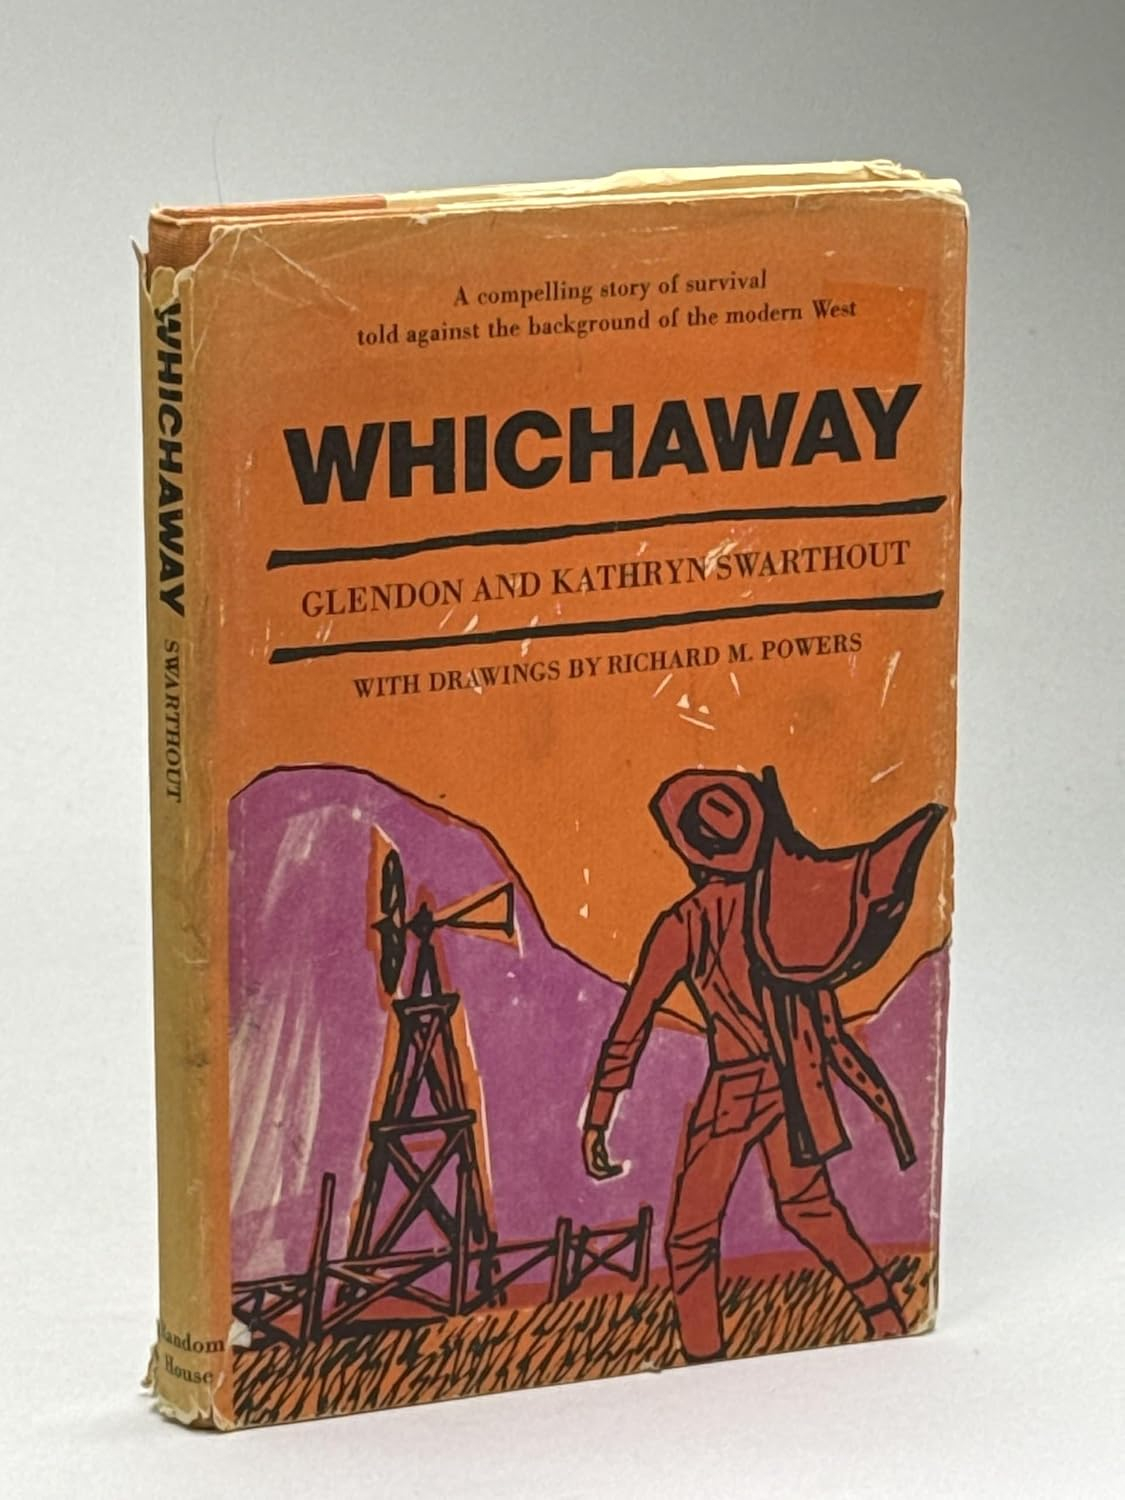 A compelling story of survival
told against the background of the modern West
WHICHAWAY
GLENDON AND KATHRYN SWARTHOUT
WITH DRAWINGS BY RICHARD M. POWERS
WHICHAWAY
SWARTHOUT
Random
House